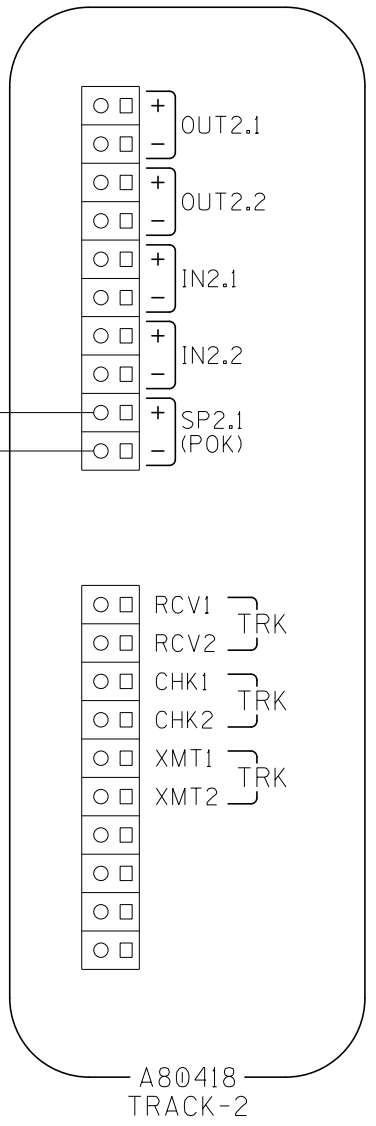 +
OUT2.1
-
+
OUT2.2
-
+
IN2.1
-
+
IN2.2
-
+
SP2.1
(POK)
-
RCV1
TRK
RCV2
CHK1
TRK
CHK2
XMT1
TRK
XMT2
A80418
TRACK-2